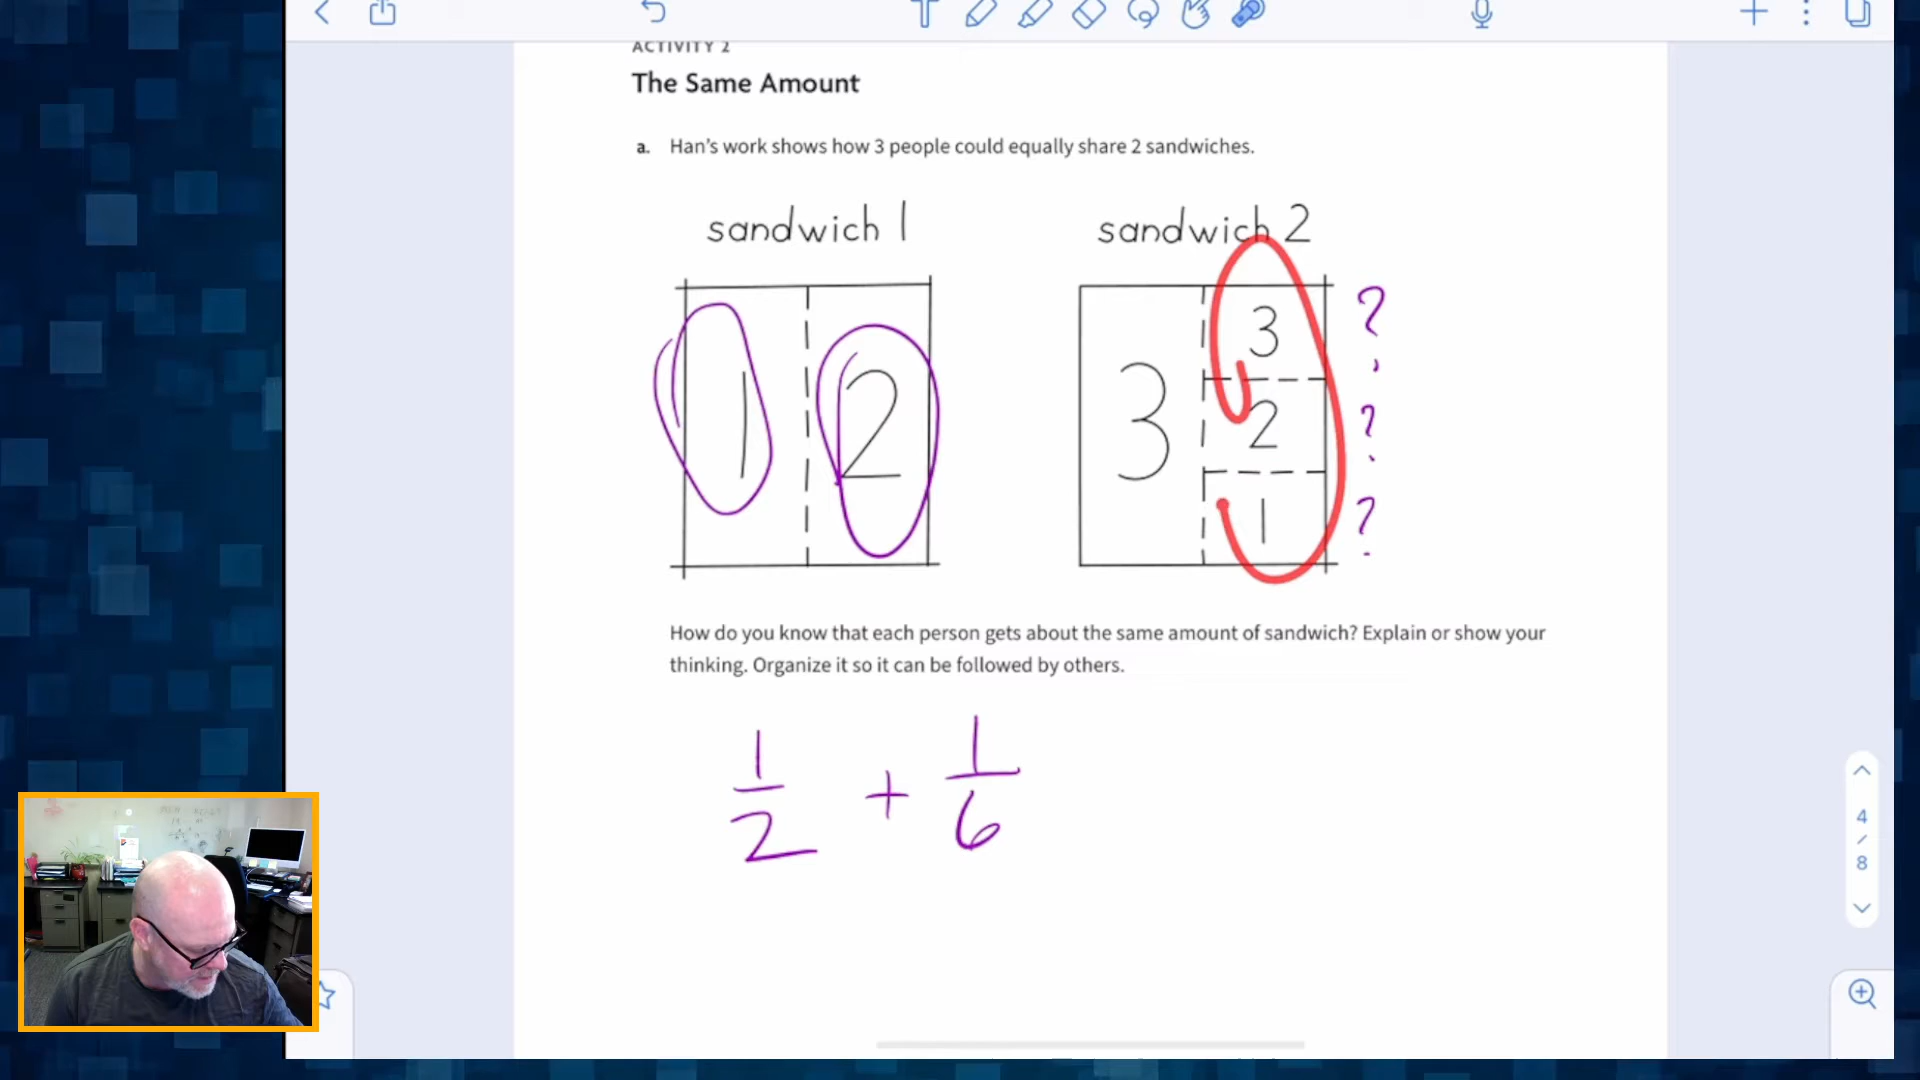 ACTIVITY 2
The Same Amount
a. Han's work shows how 3 people could equally share 2 sandwiches.
sandwich 1
sandwich 2
1 2
3
3 ?
2 ?
1 ?
How do you know that each person gets about the same amount of sandwich? Explain or show your
thinking. Organize it so it can be followed by others.
1/2 + 1/6
4
/
8